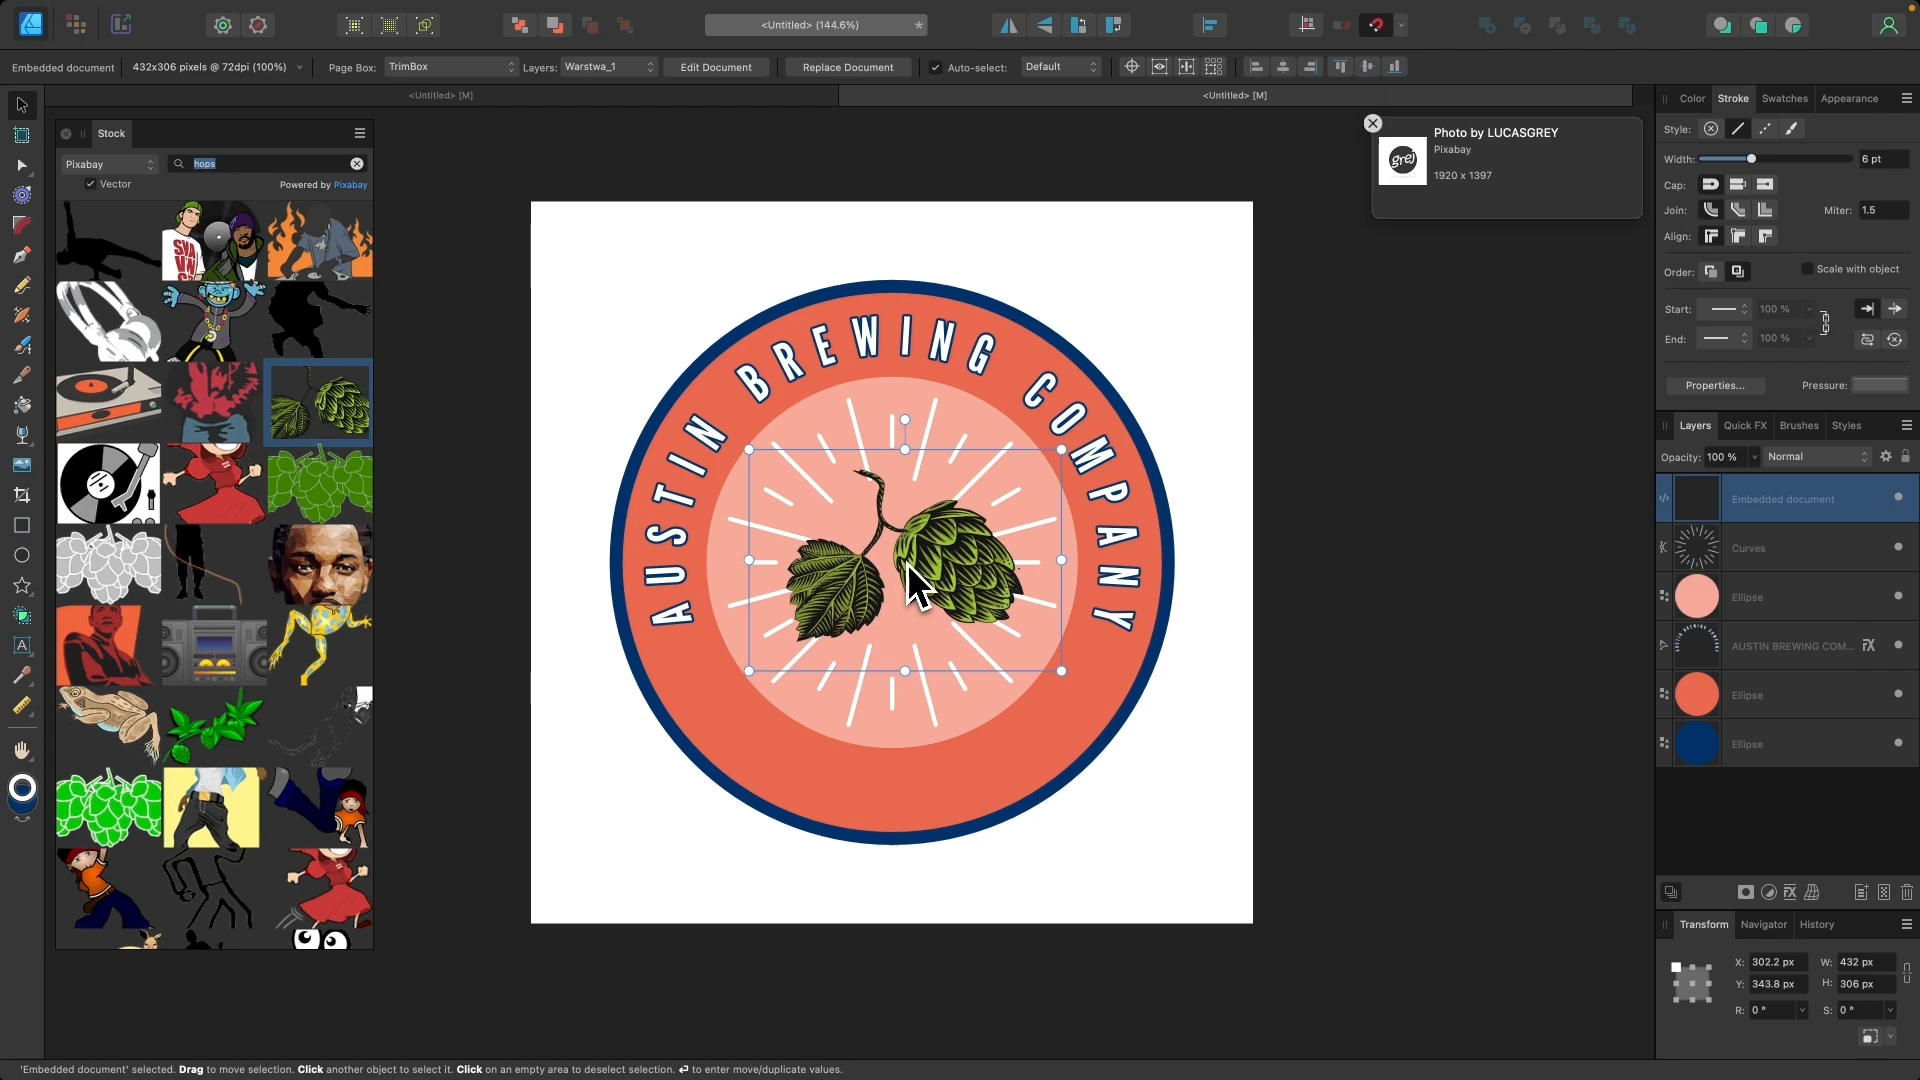 <Untitled> (144.6%)
*
Embedded document
432x306 pixels @ 72dpi (100%)
Page Box:
TrimBox
Layers:
Warstwa_1
Edit Document
Replace Document
Auto-select:
Default
<Untitled> [M]
<Untitled> [M]
Stock
Pixabay
hops
Vector
Powered by Pixabay
AUSTIN BREWING COMPANY
Photo by LUCASGREY
Pixabay
1920 x 1397
grej
Color
Stroke
Swatches
Appearance
Style:
Width:
6 pt
Cap:
Join:
Miter:
1.5
Align:
Order:
Scale with object
Start:
100 %
End:
100 %
Properties...
Pressure:
Layers
Quick FX
Brushes
Styles
Opacity:
100 %
Normal
Embedded document
Curves
Ellipse
AUSTIN BREWING COM...
Ellipse
Ellipse
Transform
Navigator
History
X:
302.2 px
W:
432 px
Y:
343.8 px
H:
306 px
R:
0 °
S:
0 °
'Embedded document' selected. Drag to move selection. Click another object to select it. Click on an empty area to deselect selection. ⏎ to enter move/duplicate values.